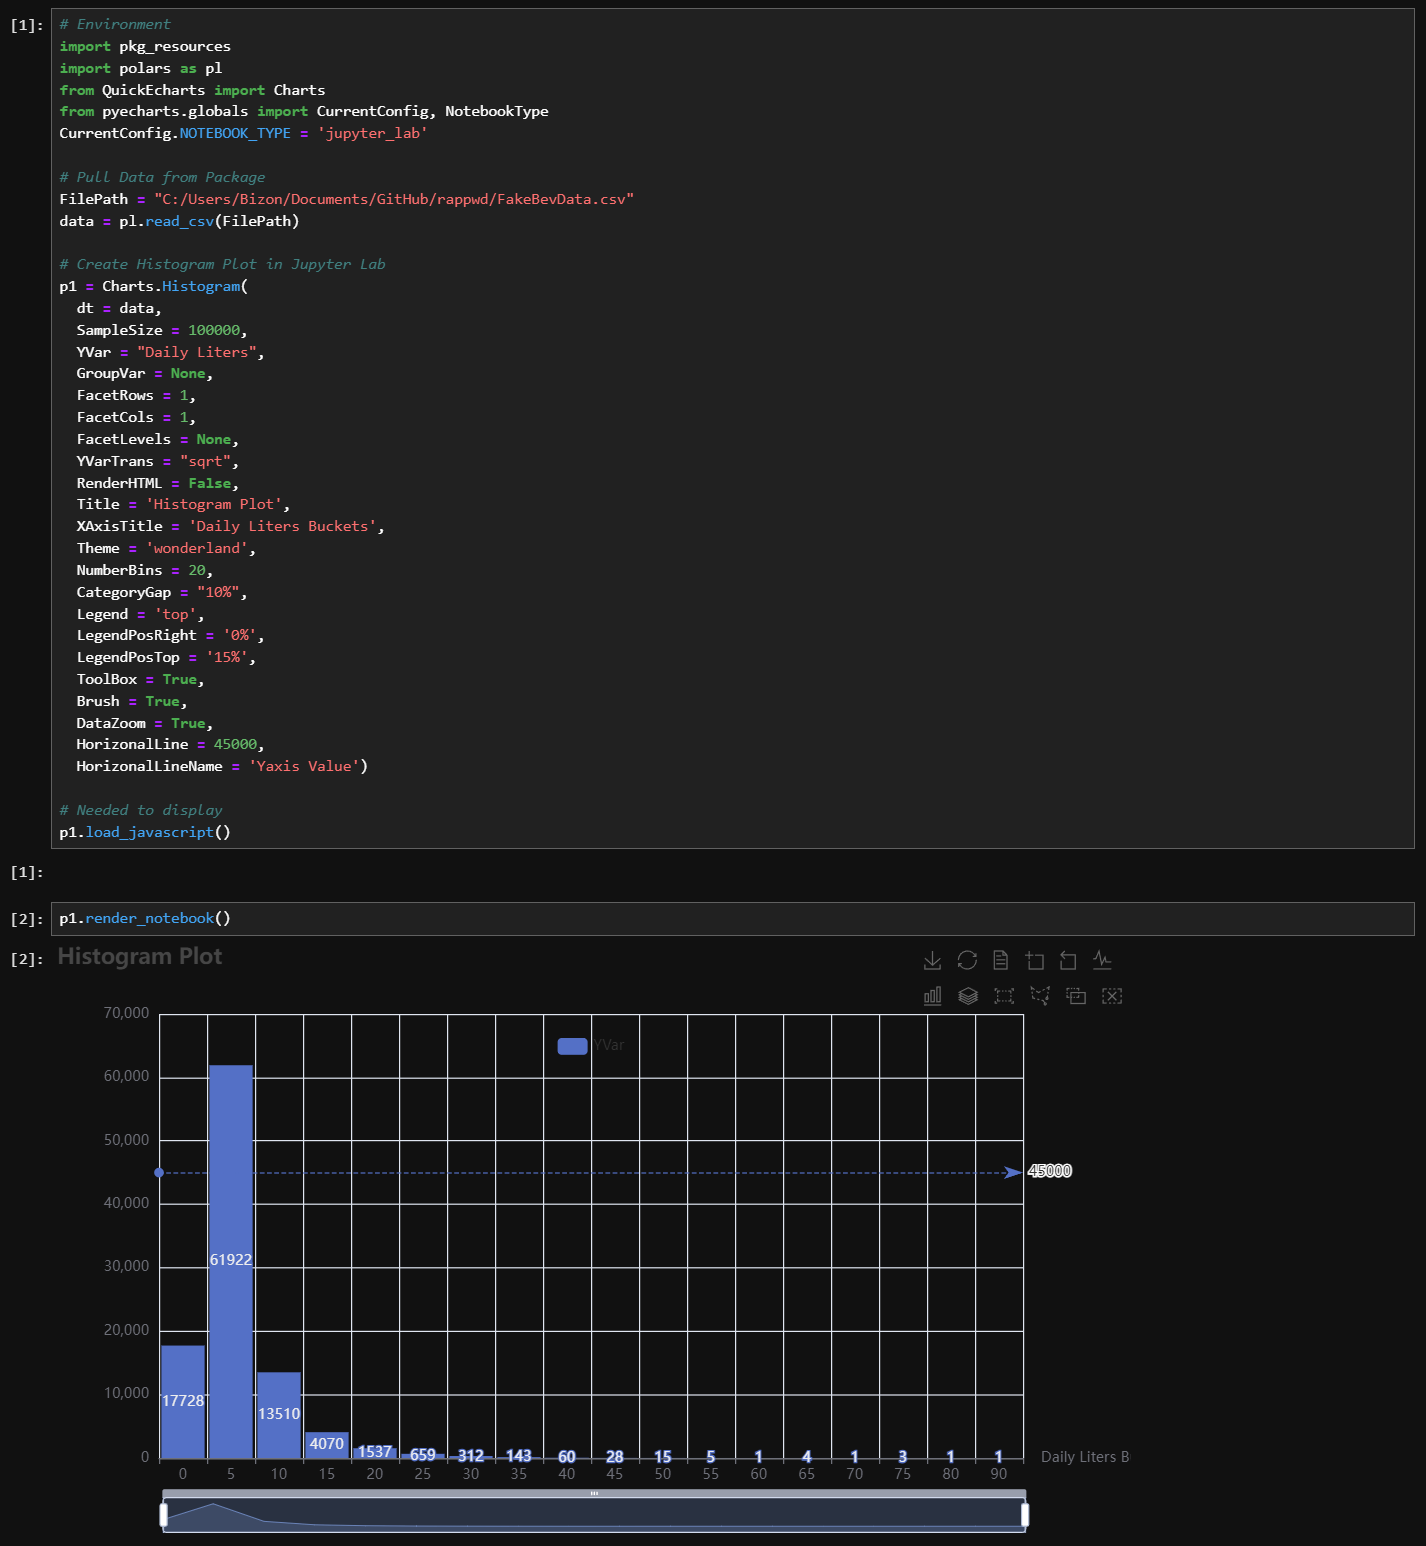 [1]:
# Environment
import pkg_resources
import polars as pl
from QuickEcharts import Charts
from pyecharts.globals import CurrentConfig, NotebookType
CurrentConfig.NOTEBOOK_TYPE = 'jupyter_lab'
# Pull Data from Package
FilePath = "C:/Users/Bizon/Documents/GitHub/rappwd/FakeBevData.csv"
data = pl.read_csv(FilePath)
# Create Histogram Plot in Jupyter Lab
p1 = Charts.Histogram(
dt = data,
SampleSize = 100000,
YVar = "Daily Liters",
GroupVar = None,
FacetRows = 1,
FacetCols = 1,
FacetLevels = None,
YVarTrans = "sqrt",
RenderHTML = False,
Title = 'Histogram Plot',
XAxisTitle = 'Daily Liters Buckets',
Theme = 'wonderland',
NumberBins = 20,
CategoryGap = "10%",
Legend = 'top',
LegendPosRight = '0%',
LegendPosTop = '15%',
ToolBox = True,
Brush = True,
DataZoom = True,
HorizonalLine = 45000,
HorizonalLineName = 'Yaxis Value')
# Needed to display
p1.load_javascript()
[1]:
[2]:
p1.render_notebook()
[2]:
Histogram Plot
YVar
70,000
60,000
50,000
40,000
30,000
20,000
10,000
0
45000
17728 61922 13510 4070 1537 659 312 143 60 28 15 5 1 4 1 3 1 1
0 5 10 15 20 25 30 35 40 45 50 55 60 65 70 75 80 90
Daily Liters B